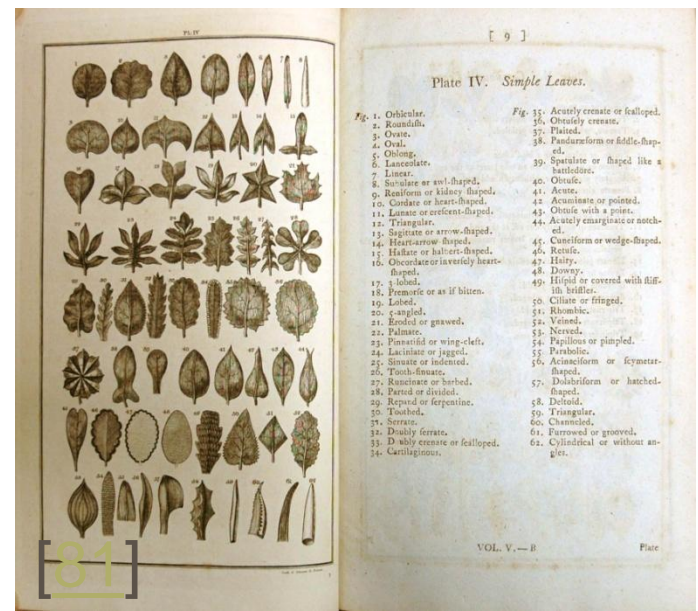 Pl. IV
[ 9 ]
Plate IV. Simple Leaves.
Fig. 1. Orbicular.
2. Roundiſh.
3. Ovate.
4. Oval.
5. Oblong.
6. Lanceolate.
7 Linear.
8. Subulate or awl-ſhaped.
9. Reniform or kidney-ſhaped.
10. Cordate or heart-ſhaped.
11. Lunate or creſcent-ſhaped.
12. Triangular.
13. Sagittate or arrow-ſhaped.
14. Heart-arrow ſhaped.
15. Haſtate or halbert-ſhaped.
16. Obcordate or inverſely heart-
ſhaped.
17. 3-lobed.
18. Premorſe or as if bitten.
19. Lobed.
20. 5-angled.
21. Eroded or gnawed.
22. Palmate.
23. Pinnatifid or wing-cleft.
24. Laciniate or jagged.
25. Sinuate or indented.
26. Tooth-ſinuate.
27. Runcinate or barbed.
28. Parted or divided.
29. Repand or ſerpentine.
30. Toothed.
31. Serrate.
32. Doubly ſerrate.
33. Doubly crenate or ſcalloped.
34. Cartilaginous.
Fig. 35. Acutely crenate or ſcalloped.
36. Obtuſely crenate.
37. Plaited.
38. Panduræform or fiddle-ſhap-
ed.
39. Spatulate or ſhaped like a
battledore.
40. Obtuſe.
41. Acute.
42 Acuminate or pointed.
43. Obtuſe with a point.
44. Acutely emarginate or notch-
ed.
45. Cuneiform or wedge-ſhaped.
46. Retuſe.
47. Hairy.
48. Downy.
49. Hiſpid or covered with ſtiff-
iſh briſtles.
50. Ciliate or fringed.
51. Rhombic.
52. Veined.
53. Nerved.
54. Papillous or pimpled.
55. Parabolic.
56. Acinaciform or ſcymetar-
ſhaped.
57. Dolabriform or hatched-
ſhaped.
58. Deltoid.
59. Triangular.
60. Channeled.
61. Furrowed or grooved.
62. Cylindrical or without an-
gles.
VOL. V.—B
Plate
[81]